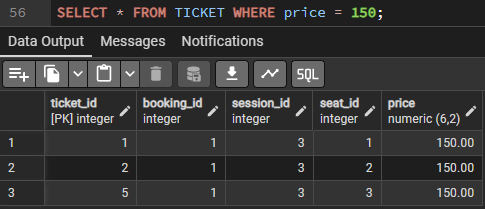 56 SELECT * FROM TICKET WHERE price = 150;
Data Output Messages Notifications
SQL
ticket_id booking_id session_id seat_id price
[PK] integer integer integer integer numeric (6,2)
1 1 1 3 1 150.00
2 2 1 3 2 150.00
3 5 1 3 3 150.00